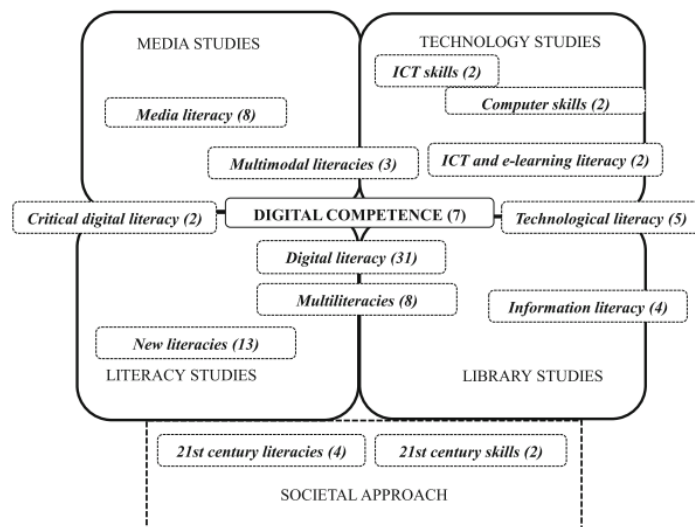 MEDIA STUDIES
TECHNOLOGY STUDIES
ICT skills (2)
Computer skills (2)
Media literacy (8)
Multimodal literacies (3)
ICT and e-learning literacy (2)
Critical digital literacy (2)
DIGITAL COMPETENCE (7)
Technological literacy (5)
Digital literacy (31)
Multiliteracies (8)
Information literacy (4)
New literacies (13)
LITERACY STUDIES
LIBRARY STUDIES
21st century literacies (4)
21st century skills (2)
SOCIETAL APPROACH